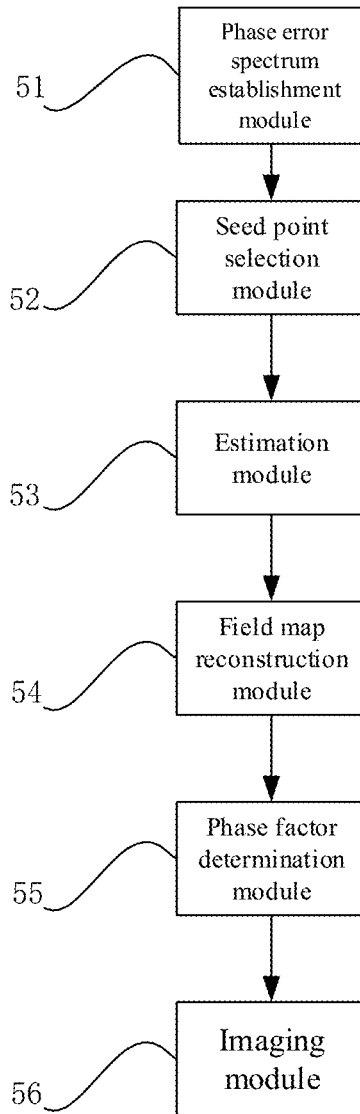 51
Phase error
spectrum
establishment
module
52
Seed point
selection
module
53
Estimation
module
54
Field map
reconstruction
module
55
Phase factor
determination
module
56
Imaging
module